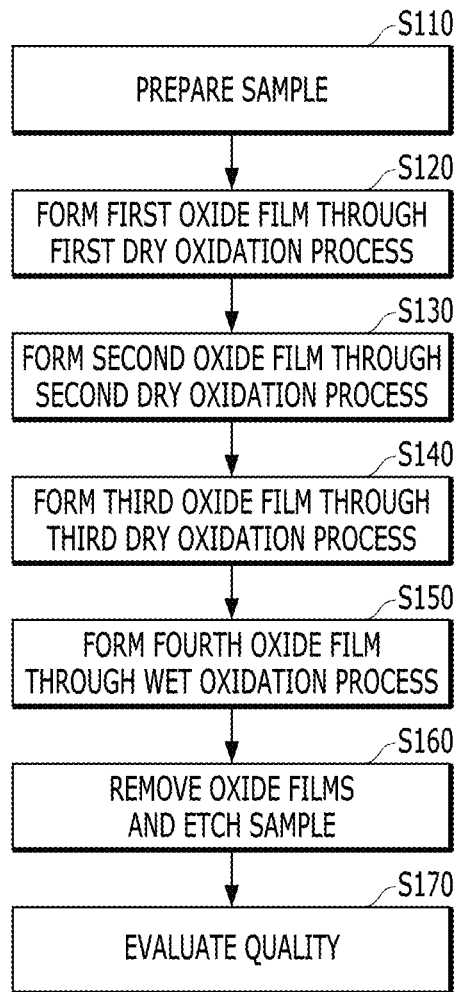 S110
PREPARE SAMPLE
S120
FORM FIRST OXIDE FILM THROUGH
FIRST DRY OXIDATION PROCESS
S130
FORM SECOND OXIDE FILM THROUGH
SECOND DRY OXIDATION PROCESS
S140
FORM THIRD OXIDE FILM THROUGH
THIRD DRY OXIDATION PROCESS
S150
FORM FOURTH OXIDE FILM
THROUGH WET OXIDATION PROCESS
S160
REMOVE OXIDE FILMS
AND ETCH SAMPLE
S170
EVALUATE QUALITY